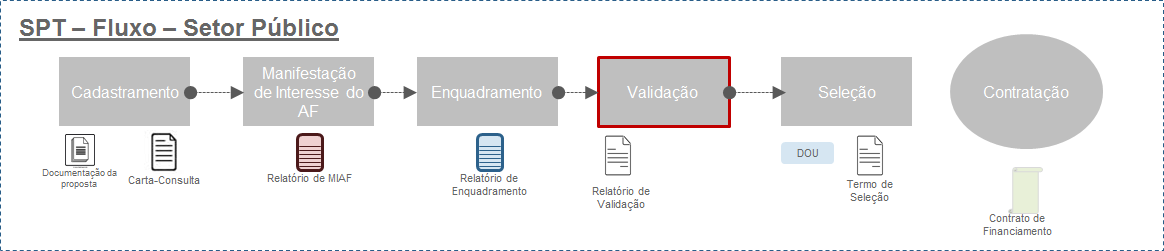 SPT – Fluxo – Setor Público
Cadastramento
Manifestação
de Interesse do
AF
Enquadramento
Validação
Seleção
Contratação
Documentação da
proposta
Carta-Consulta
Relatório de MIAF
Relatório de
Enquadramento
Relatório de
Validação
DOU
Termo de
Seleção
Contrato de
Financiamento